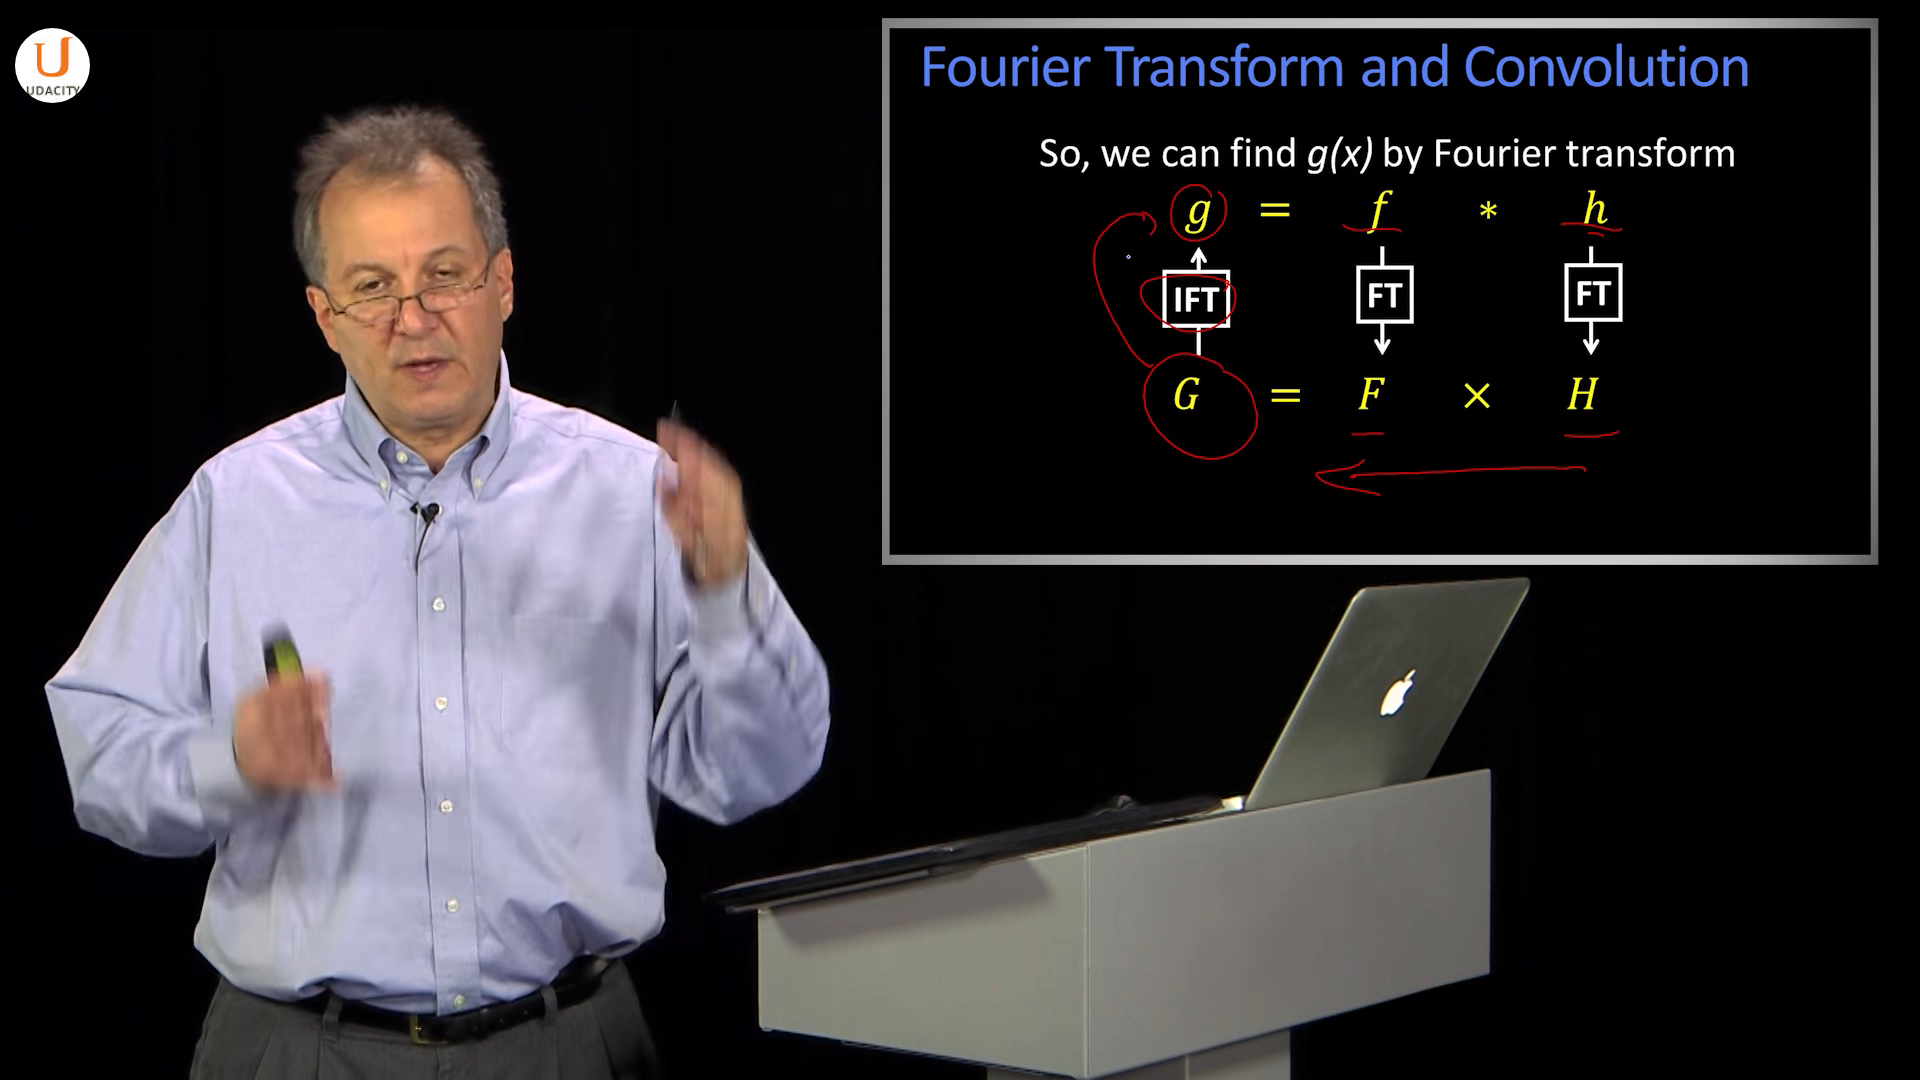 U
UDACITY
Fourier Transform and Convolution
So, we can find g(x) by Fourier transform
g = f * h
IFT FT FT
G = F × H